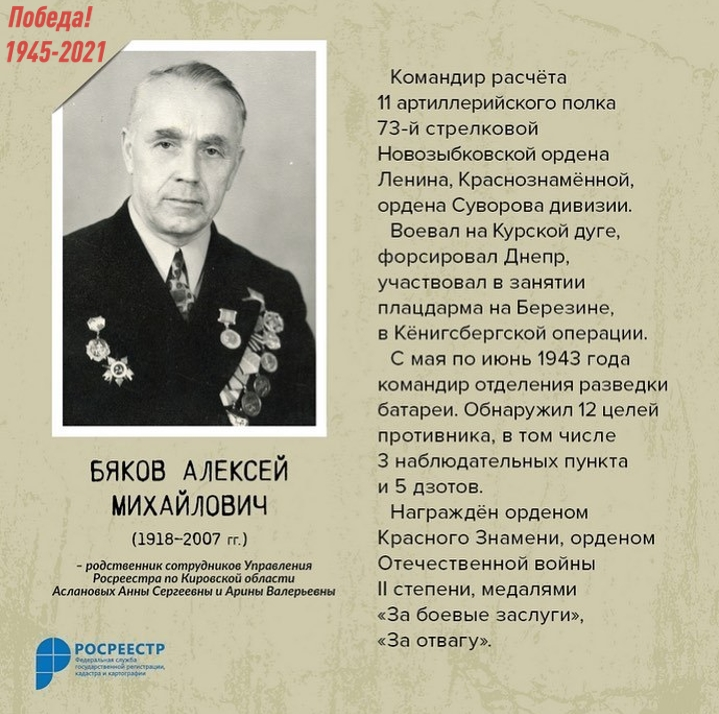 Победа!
1945-2021
Командир расчёта
11 артиллерийского полка
73-й стрелковой
Новозыбковской ордена
Ленина, Краснознамённой,
ордена Суворова дивизии.
Воевал на Курской дуге,
форсировал Днепр,
участвовал в занятии
плацдарма на Березине,
в Кёнигсбергской операции.
С мая по июнь 1943 года
командир отделения разведки
батареи. Обнаружил 12 целей
противника, в том числе
3 наблюдательных пункта
и 5 дзотов.
Награждён орденом
Красного Знамени, орденом
Отечественной войны
II степени, медалями
«За боевые заслуги»,
«За отвагу».
БЯКОВ АЛЕКСЕЙ
МИХАЙЛОВИЧ
(1918–2007 гг.)
– родственник сотрудников Управления
Росреестра по Кировской области
Аслановых Анны Сергеевны и Арины Валерьевны
РОСРЕЕСТР
Федеральная служба
государственной регистрации,
кадастра и картографии